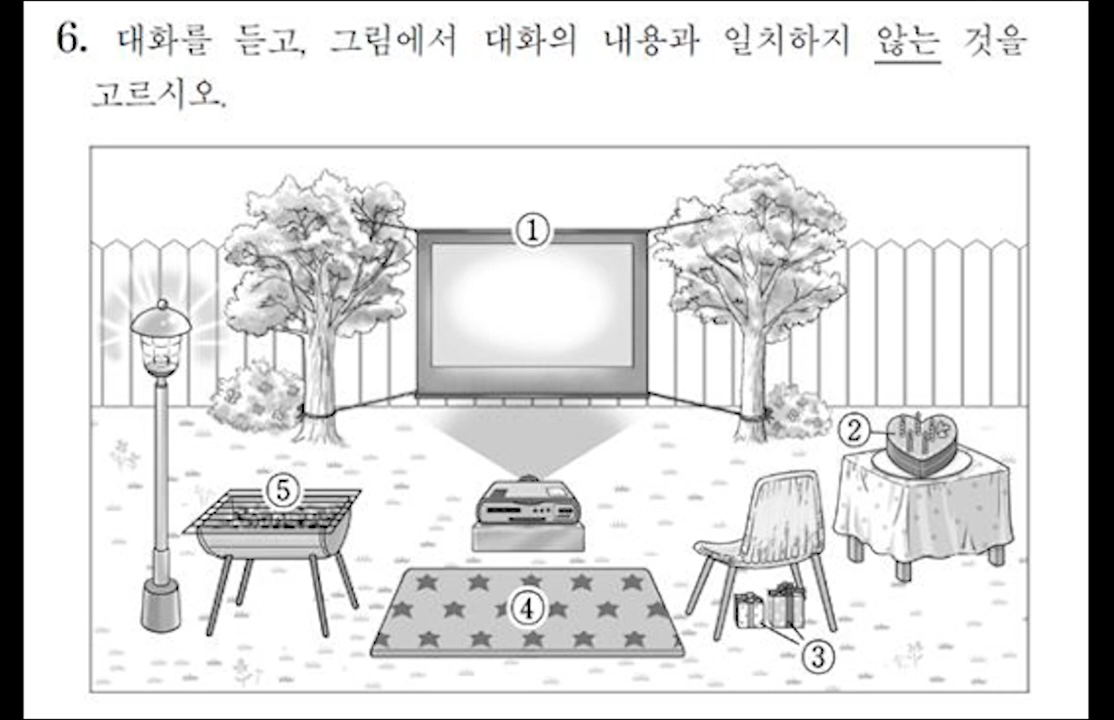 6. 대화를 듣고, 그림에서 대화의 내용과 일치하지 않는 것을
고르시오.
①
②
⑤
④
③